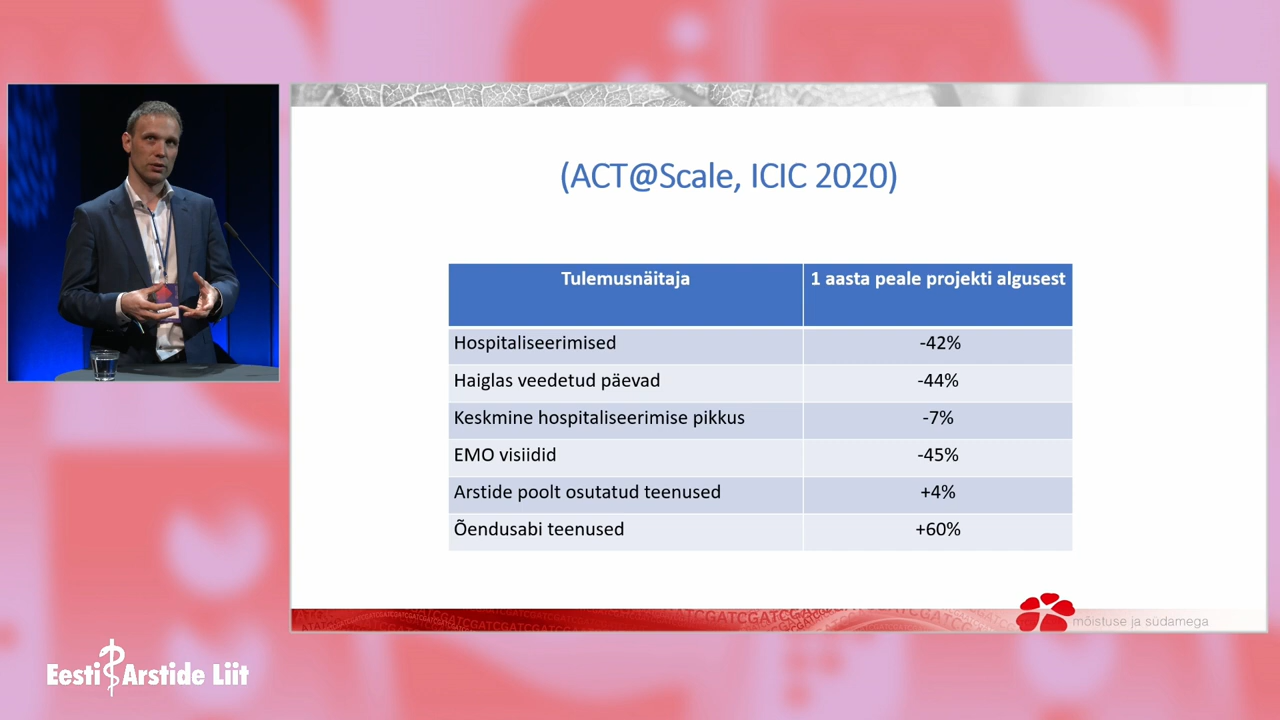 (ACT@Scale, ICIC 2020)
Tulemusnäitaja
1 aasta peale projekti algusest
Hospitaliseerimised
-42%
Haiglas veedetud päevad
-44%
Keskmine hospitaliseerimise pikkus
-7%
EMO visiidid
-45%
Arstide poolt osutatud teenused
+4%
Õendusabi teenused
+60%
mõistuse ja südamega
Eesti Arstide Liit